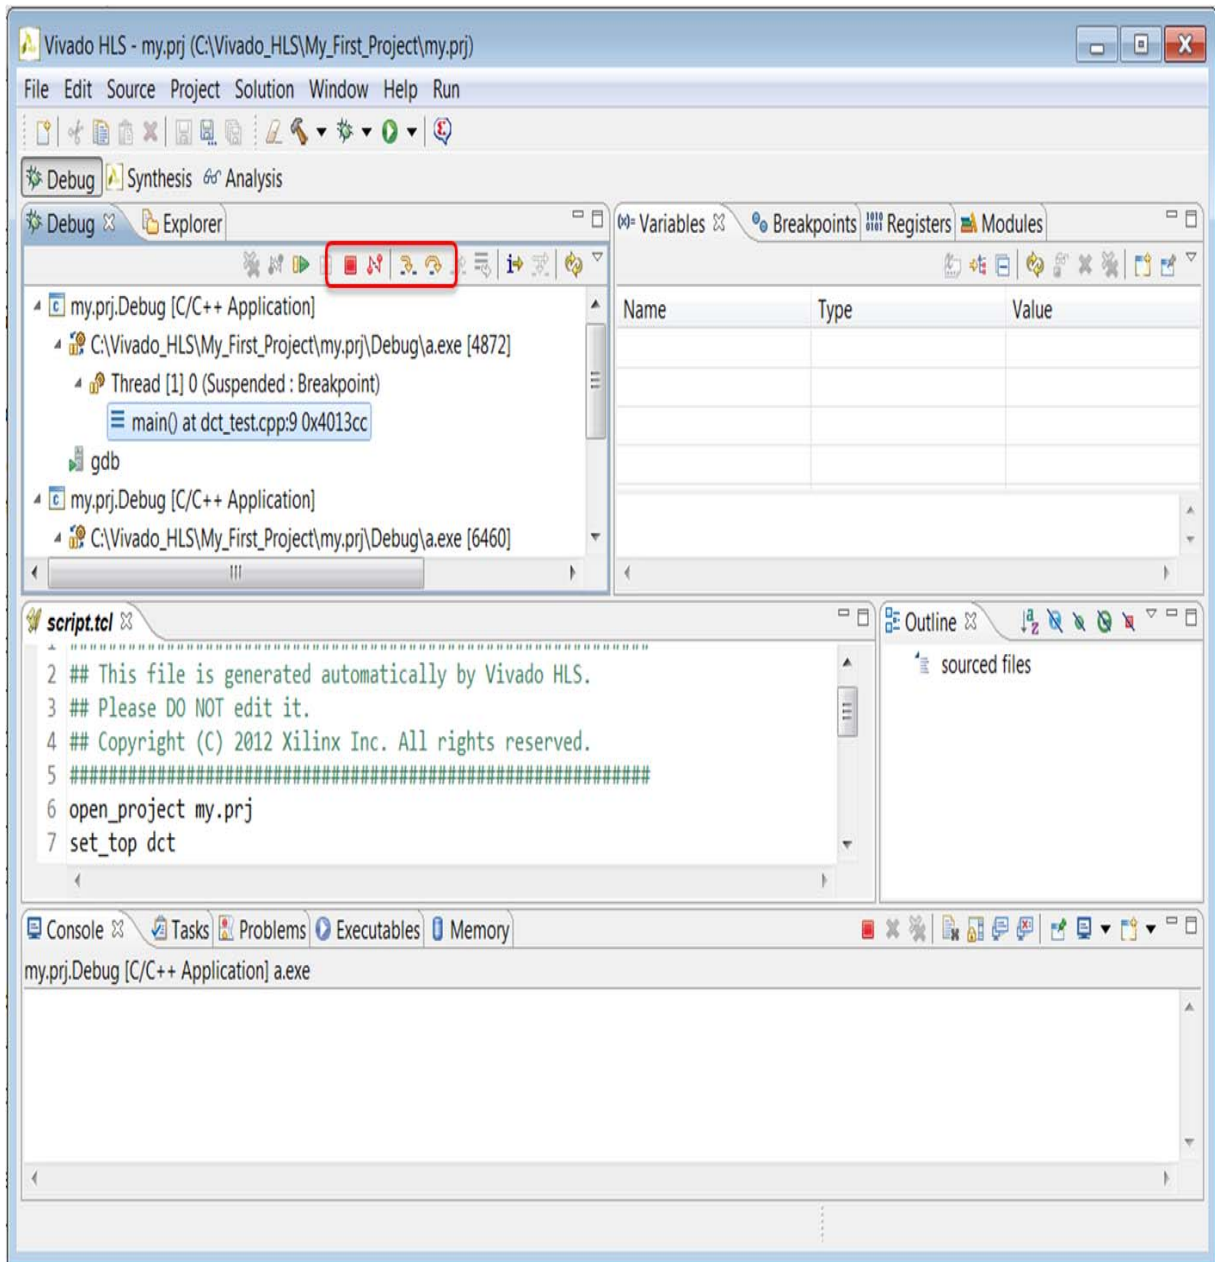 Vivado HLS - my.prj (C:\Vivado_HLS\My_First_Project\my.prj)
File Edit Source Project Solution Window Help Run
Debug Synthesis Analysis
Debug Explorer
Variables Breakpoints Registers Modules
my.prj.Debug [C/C++ Application]
C:\Vivado_HLS\My_First_Project\my.prj\Debug\a.exe [4872]
Thread [1] 0 (Suspended : Breakpoint)
main() at dct_test.cpp:9 0x4013cc
gdb
my.prj.Debug [C/C++ Application]
C:\Vivado_HLS\My_First_Project\my.prj\Debug\a.exe [6460]
Name Type Value
script.tcl
1 ############################################################
2 ## This file is generated automatically by Vivado HLS.
3 ## Please DO NOT edit it.
4 ## Copyright (C) 2012 Xilinx Inc. All rights reserved.
5 ############################################################
6 open_project my.prj
7 set_top dct
Outline
sourced files
Console Tasks Problems Executables Memory
my.prj.Debug [C/C++ Application] a.exe